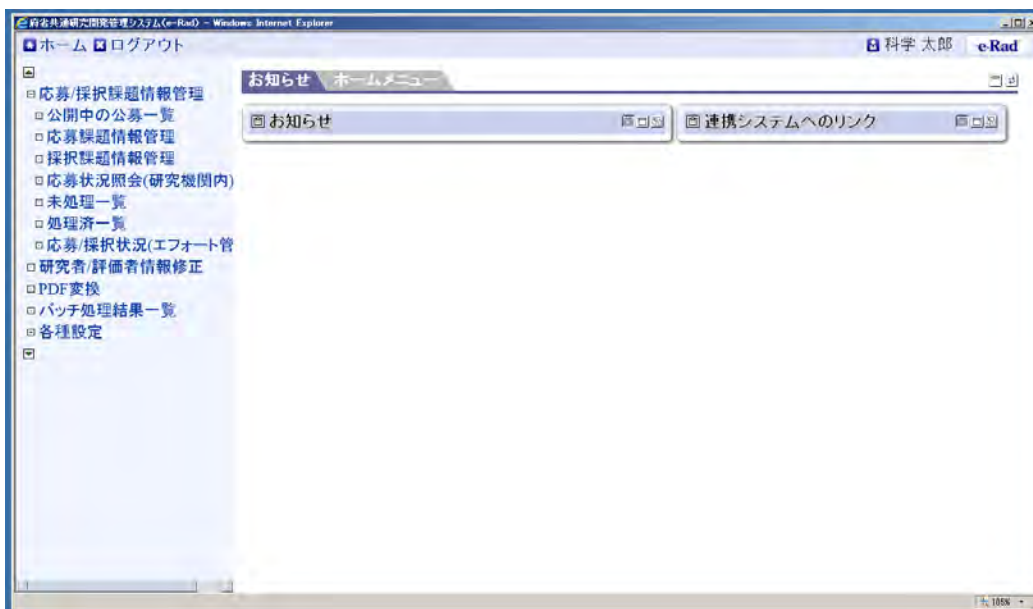 府省共通研究開発管理システム(e-Rad) - Windows Internet Explorer
ホーム ログアウト
科学 太郎 e-Rad
応募/採択課題情報管理
公開中の公募一覧
応募課題情報管理
採択課題情報管理
応募状況照会(研究機関内)
未処理一覧
処理済一覧
応募/採択状況(エフォート管
研究者/評価者情報修正
PDF変換
バッチ処理結果一覧
各種設定
お知らせ ホームメニュー
お知らせ
連携システムへのリンク